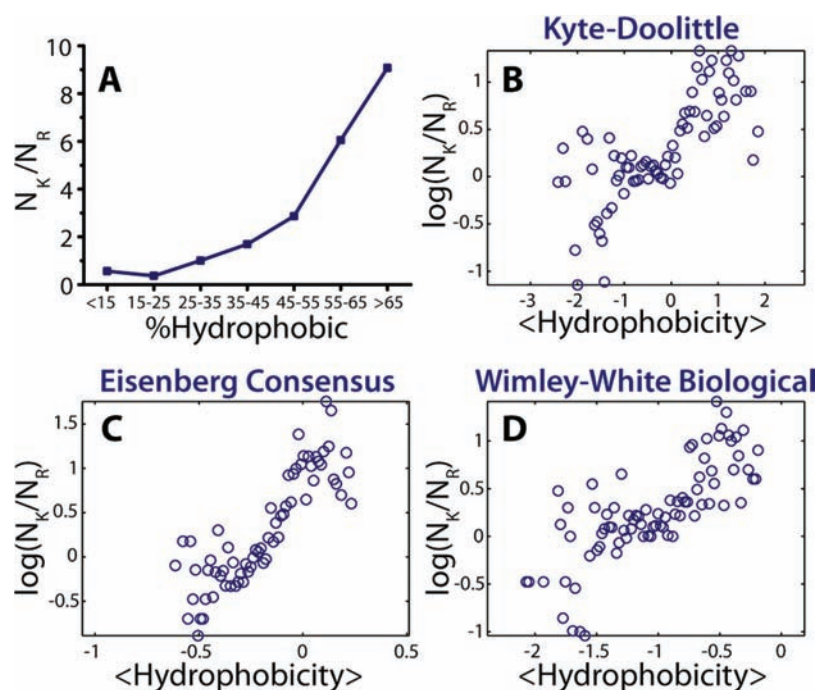 A
N_K/N_R
10
8
6
4
2
0
<15 15-25 25-35 35-45 45-55 55-65 >65
%Hydrophobic
Kyte-Doolittle
B
log(N_K/N_R)
1
0.5
0
-0.5
-1
-3 -2 -1 0 1 2
<Hydrophobicity>
Eisenberg Consensus
C
log(N_K/N_R)
1.5
1
0.5
0
-0.5
-1 -0.5 0 0.5
<Hydrophobicity>
Wimley-White Biological
D
log(N_K/N_R)
1
0.5
0
-0.5
-1
-2 -1.5 -1 -0.5 0
<Hydrophobicity>